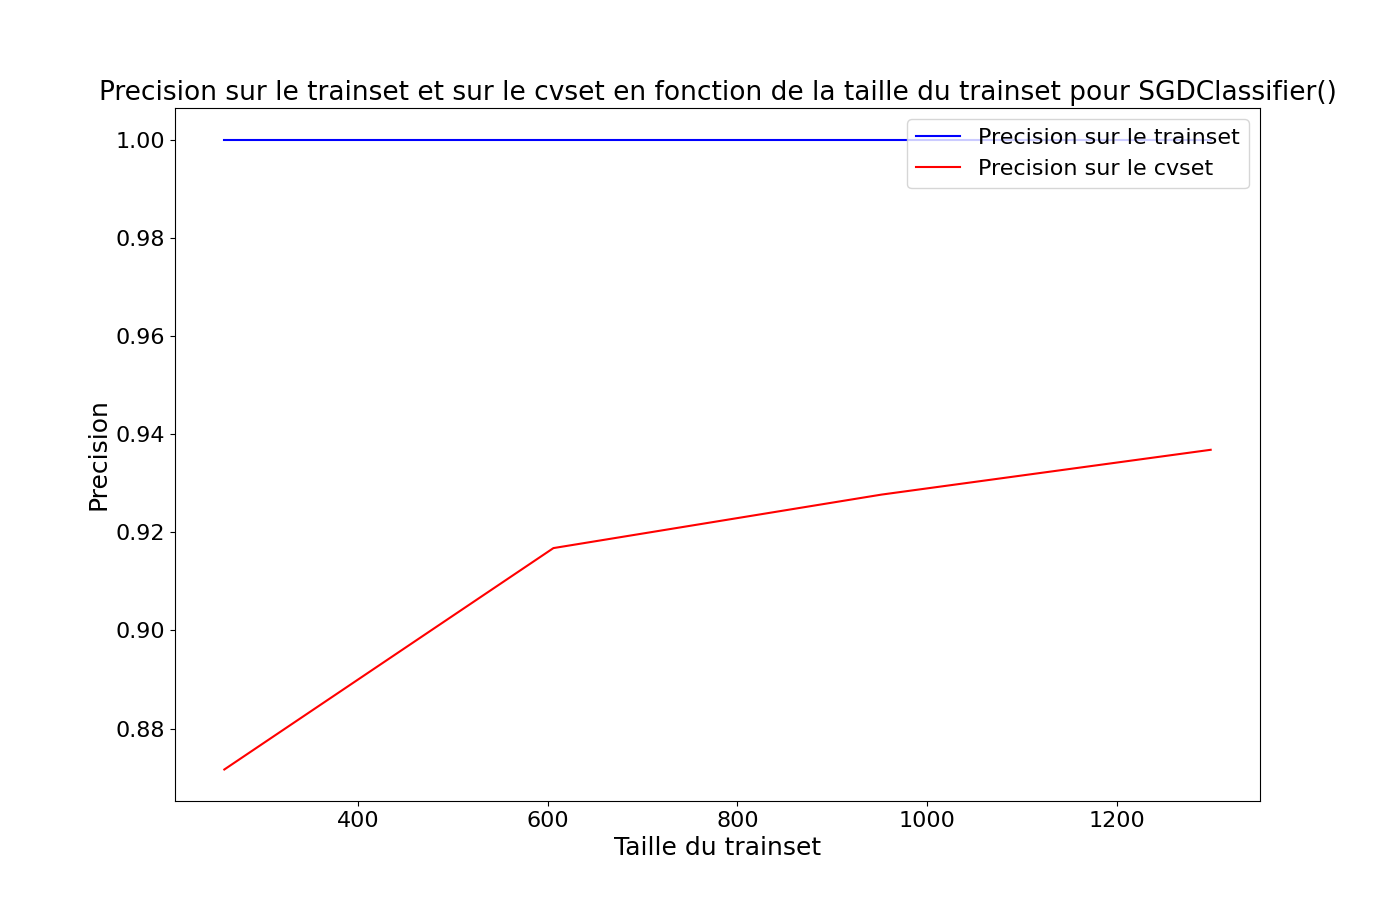 Precision sur le trainset et sur le cvset en fonction de la taille du trainset pour SGDClassifier()
Precision sur le trainset
Precision sur le cvset
1.00
0.98
0.96
0.94
0.92
0.90
0.88
Precision
400 600 800 1000 1200
Taille du trainset